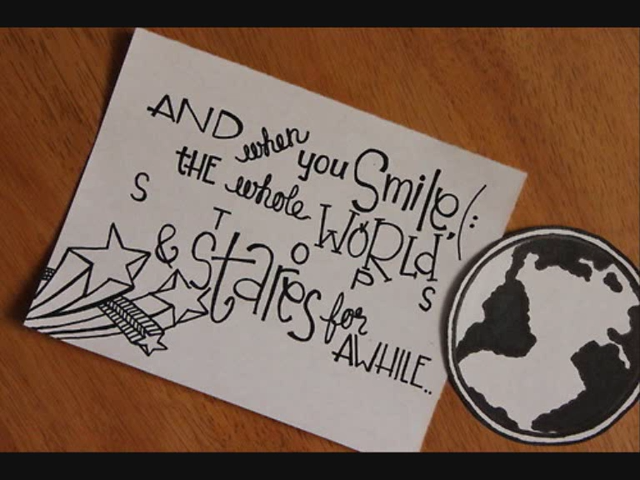 AND when you Smile, (:
THE whole WORLD
S T O P S
& Stares for
AWHILE..